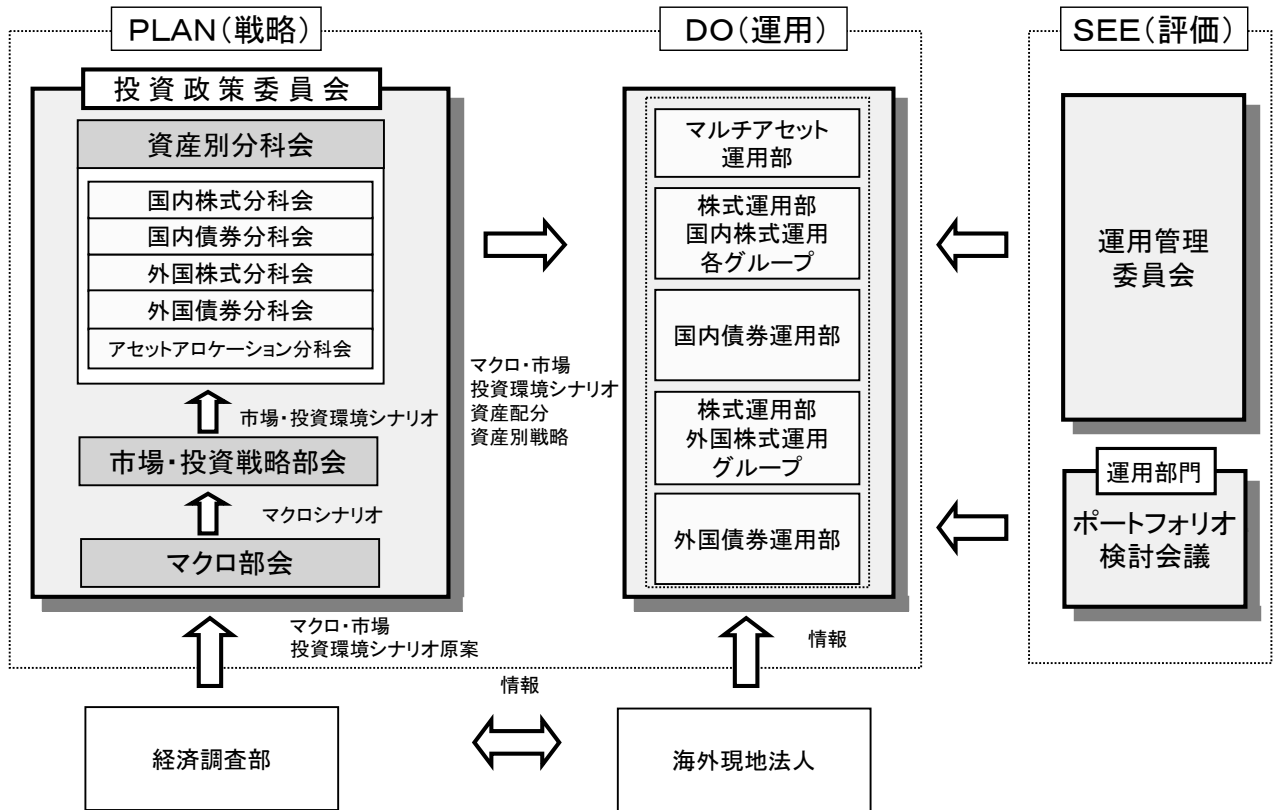 PLAN(戦略)
投資政策委員会
資産別分科会
国内株式分科会
国内債券分科会
外国株式分科会
外国債券分科会
アセットアロケーション分科会
市場・投資環境シナリオ
市場・投資戦略部会
マクロシナリオ
マクロ部会
マクロ・市場
投資環境シナリオ原案
経済調査部
マクロ・市場
投資環境シナリオ
資産配分
資産別戦略
情報
DO(運用)
マルチアセット
運用部
株式運用部
国内株式運用
各グループ
国内債券運用部
株式運用部
外国株式運用
グループ
外国債券運用部
情報
海外現地法人
SEE(評価)
運用管理
委員会
運用部門
ポートフォリオ
検討会議